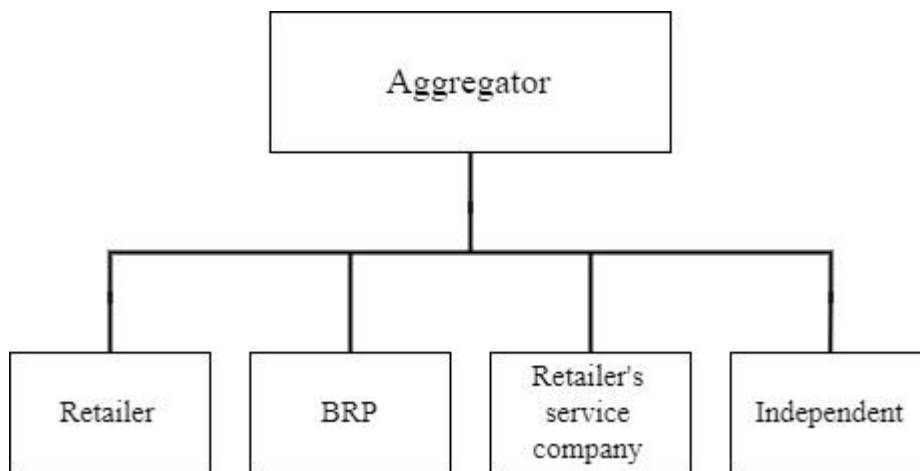 Aggregator
Retailer
BRP
Retailer's
service
company
Independent